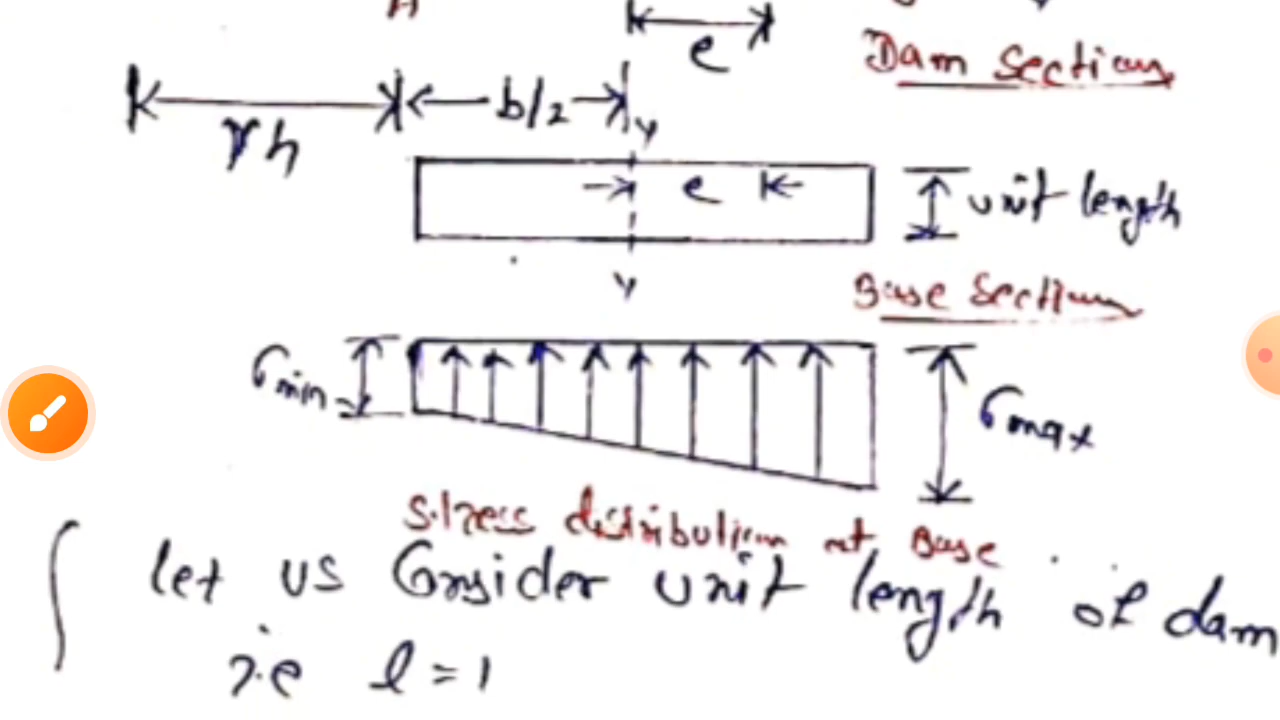 e
Dam Section
γh
b/2
y
e
unit length
y
Base Section
σmin
σmax
Stress distribution at Base
let us Consider unit length of dam
i.e l = 1